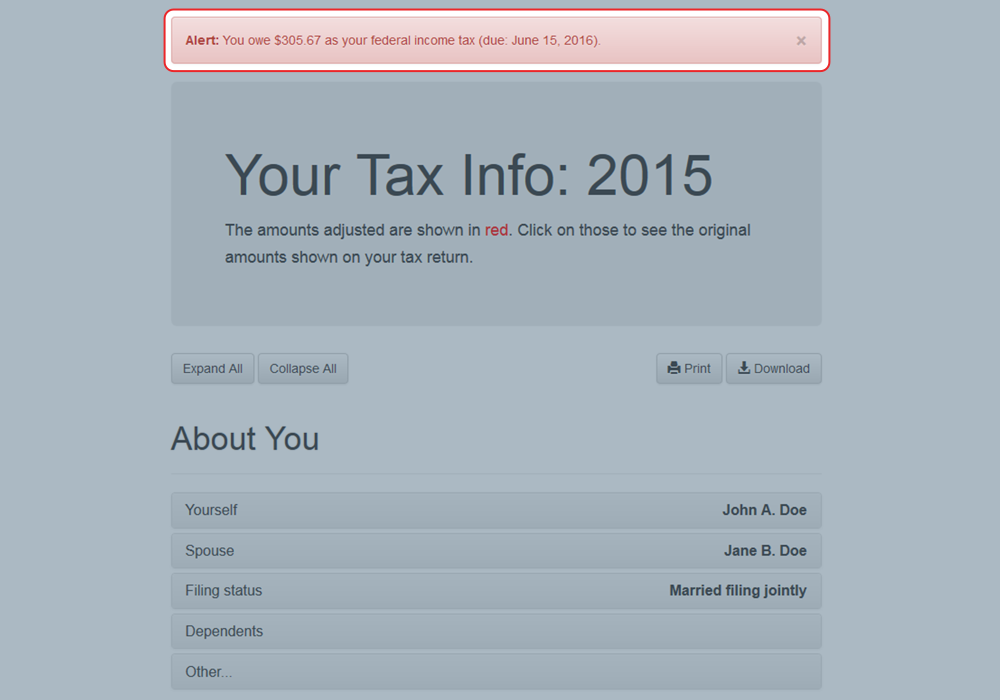 Alert: You owe $305.67 as your federal income tax (due: June 15, 2016). ×
Your Tax Info: 2015
The amounts adjusted are shown in red. Click on those to see the original
amounts shown on your tax return.
Expand All Collapse All Print Download
About You
Yourself John A. Doe
Spouse Jane B. Doe
Filing status Married filing jointly
Dependents
Other...